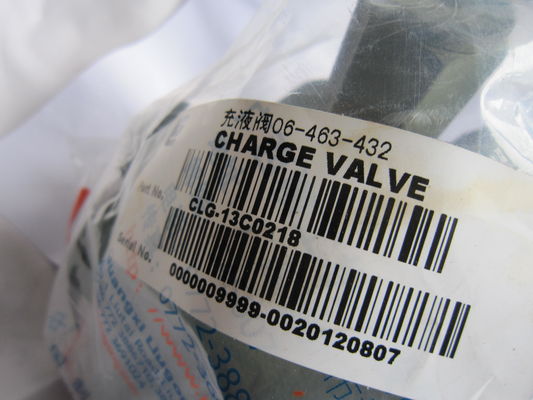 充液阀06-463-432
CHARGE VALVE
Part No.
CLG-13C0218
Serial No.
0000009999-0020120807